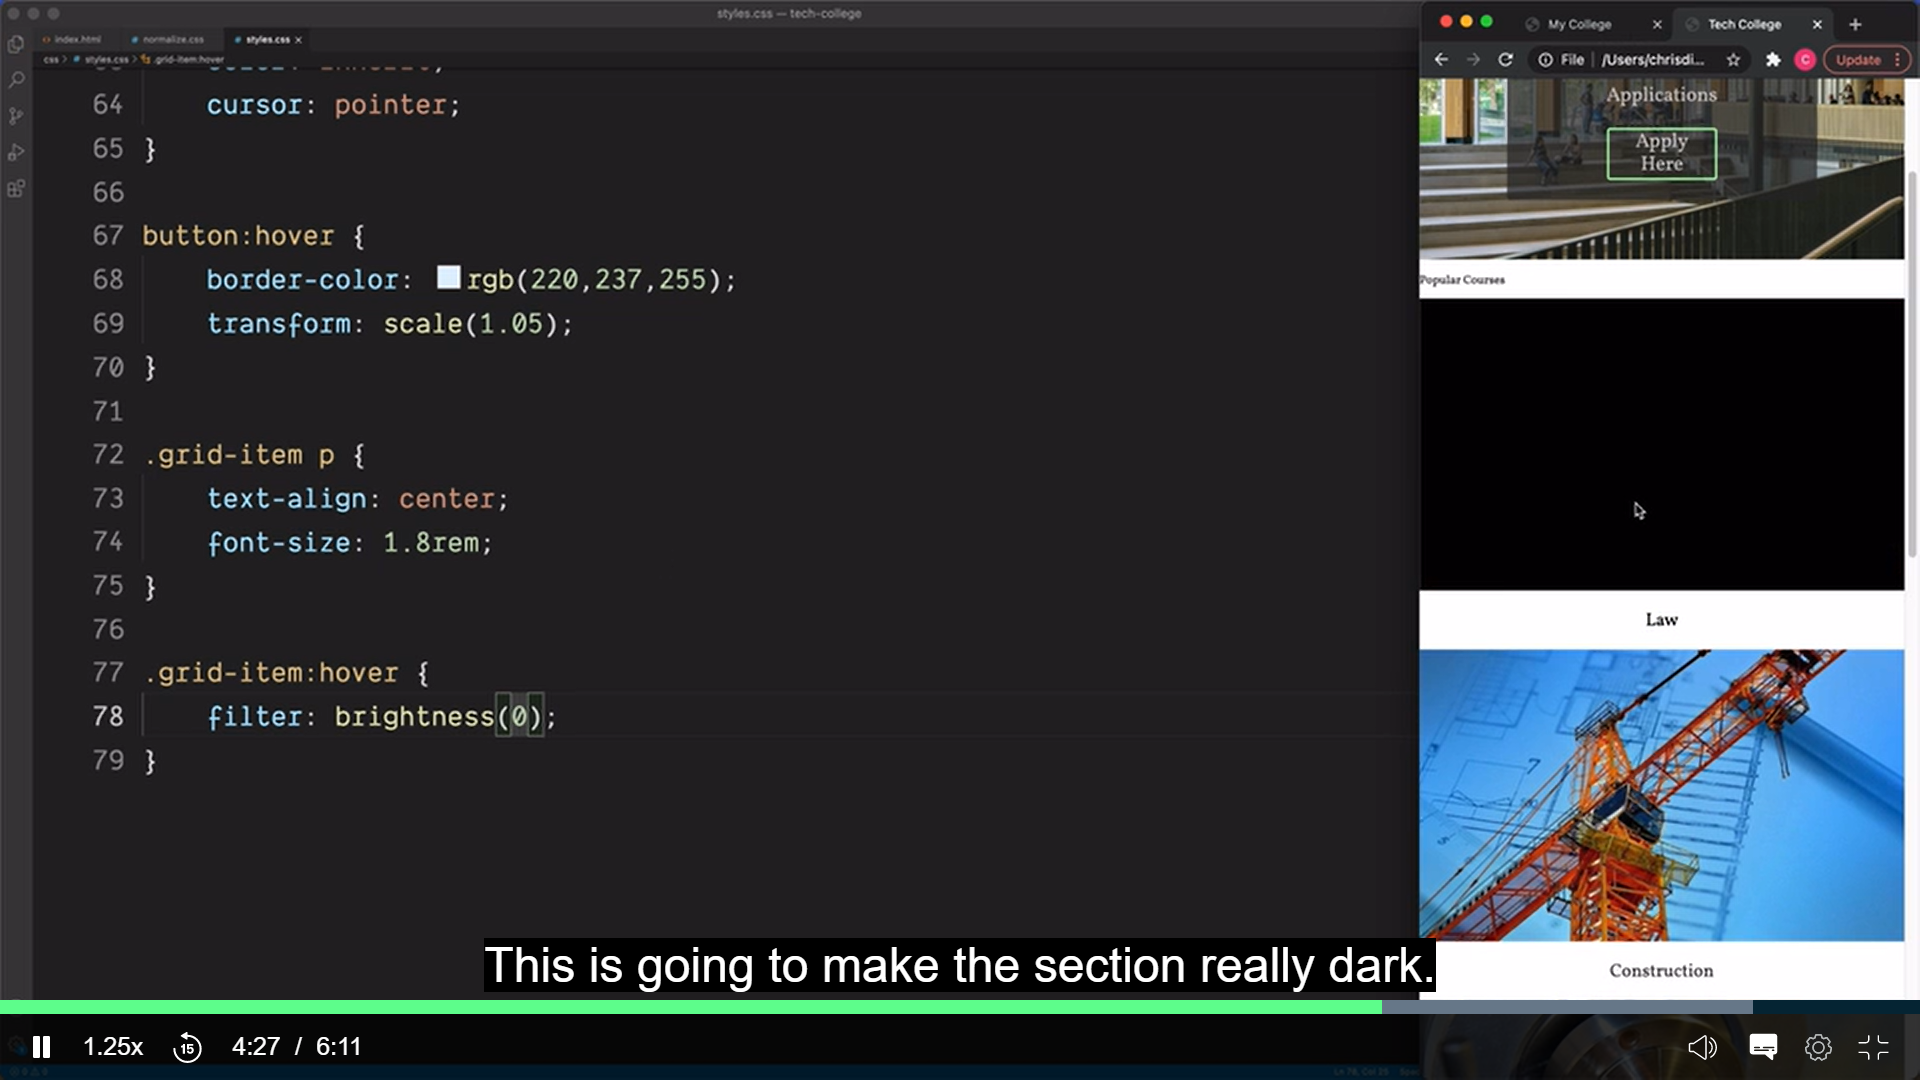 styles.css — tech-college
index.html
normalize.css
styles.css
css > # styles.css > .grid-item:hover
64 cursor: pointer;
65 }
66
67 button:hover {
68 border-color: rgb(220,237,255);
69 transform: scale(1.05);
70 }
71
72 .grid-item p {
73 text-align: center;
74 font-size: 1.8rem;
75 }
76
77 .grid-item:hover {
78 filter: brightness(0);
79 }
My College
Tech College
File /Users/chrisdi...
C
Update
Applications
Apply
Here
Popular Courses
Law
Construction
This is going to make the section really dark.
1.25x
15
4:27 / 6:11